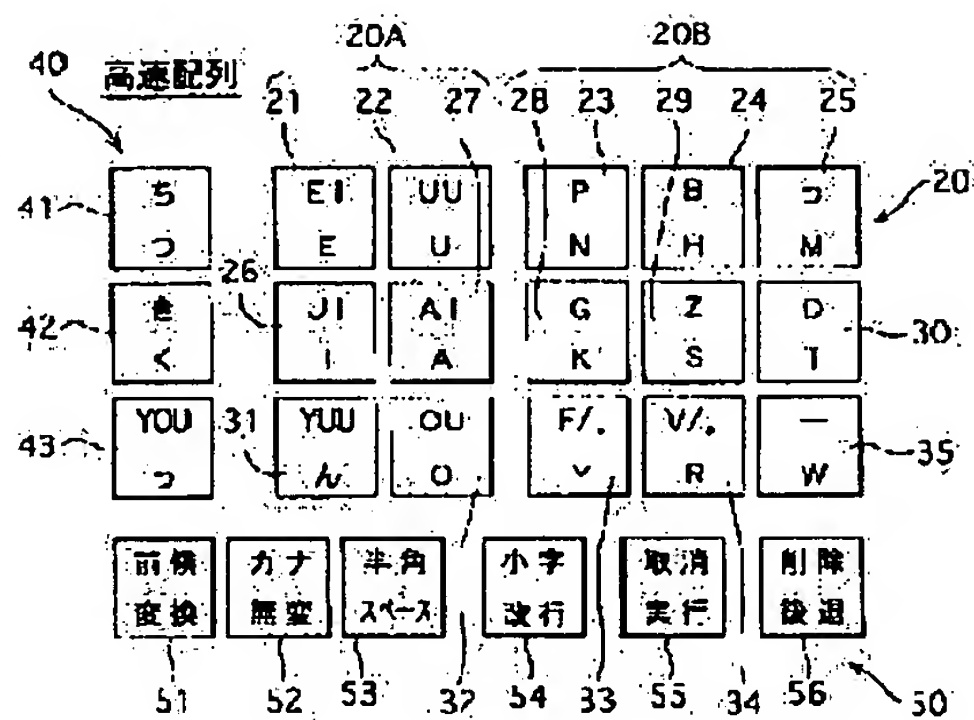 20A 20B
40 高速配列
21 22 27 28 23 29 24 25
20
41 ち EI UU P B っ
つ E U N H M
26
42 き JI AI G Z D 30
く I A K S T
43 YOU 31 YUU OU F/, V/。 ー 35
っ ん O Y R W
前候 カナ 半角 小字 取消 削除
変換 無変 スペース 改行 実行 後退
51 52 53 32 54 33 55 34 56 50